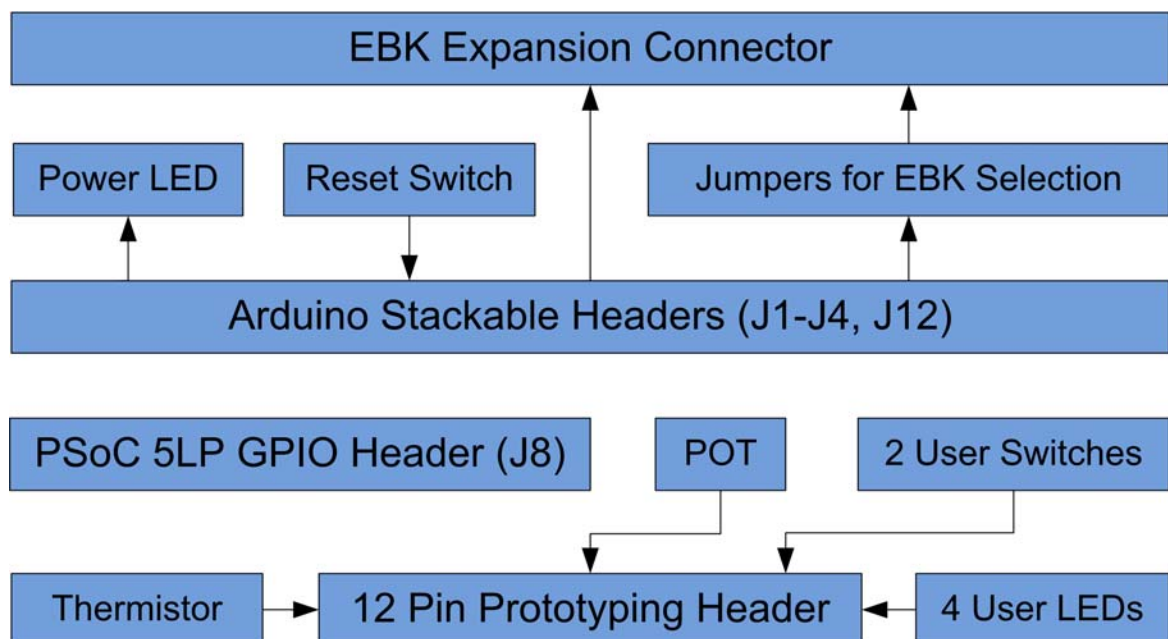 EBK Expansion Connector
Power LED
Reset Switch
Jumpers for EBK Selection
Arduino Stackable Headers (J1-J4, J12)
PSoC 5LP GPIO Header (J8)
POT
2 User Switches
Thermistor
12 Pin Prototyping Header
4 User LEDs